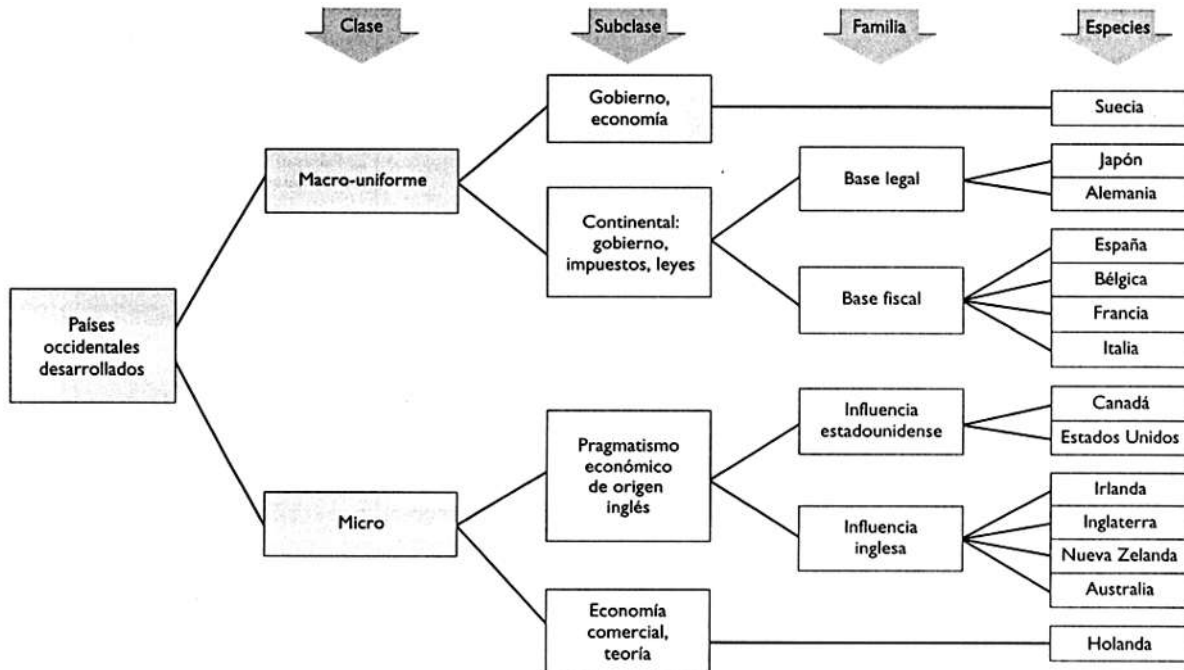 Clase
Subclase
Familia
Especies
Países
occidentales
desarrollados
Macro-uniforme
Micro
Gobierno,
economía
Continental:
gobierno,
impuestos, leyes
Pragmatismo
económico
de origen
inglés
Economía
comercial,
teoría
Base legal
Base fiscal
Influencia
estadounidense
Influencia
inglesa
Suecia
Japón
Alemania
España
Bélgica
Francia
Italia
Canadá
Estados Unidos
Irlanda
Inglaterra
Nueva Zelanda
Australia
Holanda